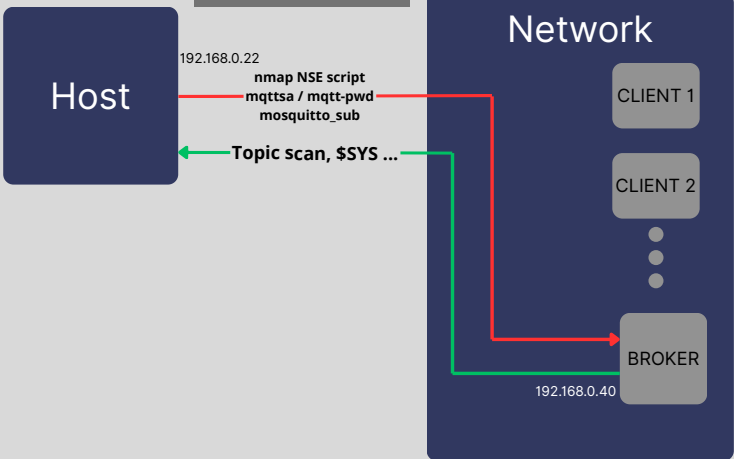 Network
Host
192.168.0.22
nmap NSE script
mqttsa / mqtt-pwd
mosquitto_sub
Topic scan, $SYS ...
CLIENT 1
CLIENT 2
BROKER
192.168.0.40